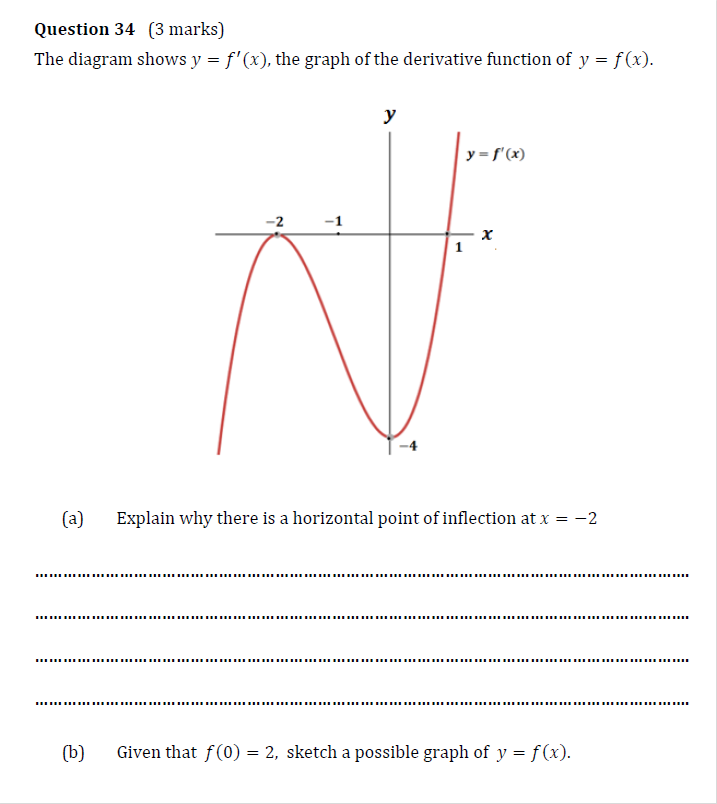 Question 34 (3 marks)
The diagram shows y = f′(x), the graph of the derivative function of y = f(x).
y
y = f′(x)
−2
−1
x
1
−4
(a) Explain why there is a horizontal point of inflection at x = −2
(b) Given that f(0) = 2, sketch a possible graph of y = f(x).